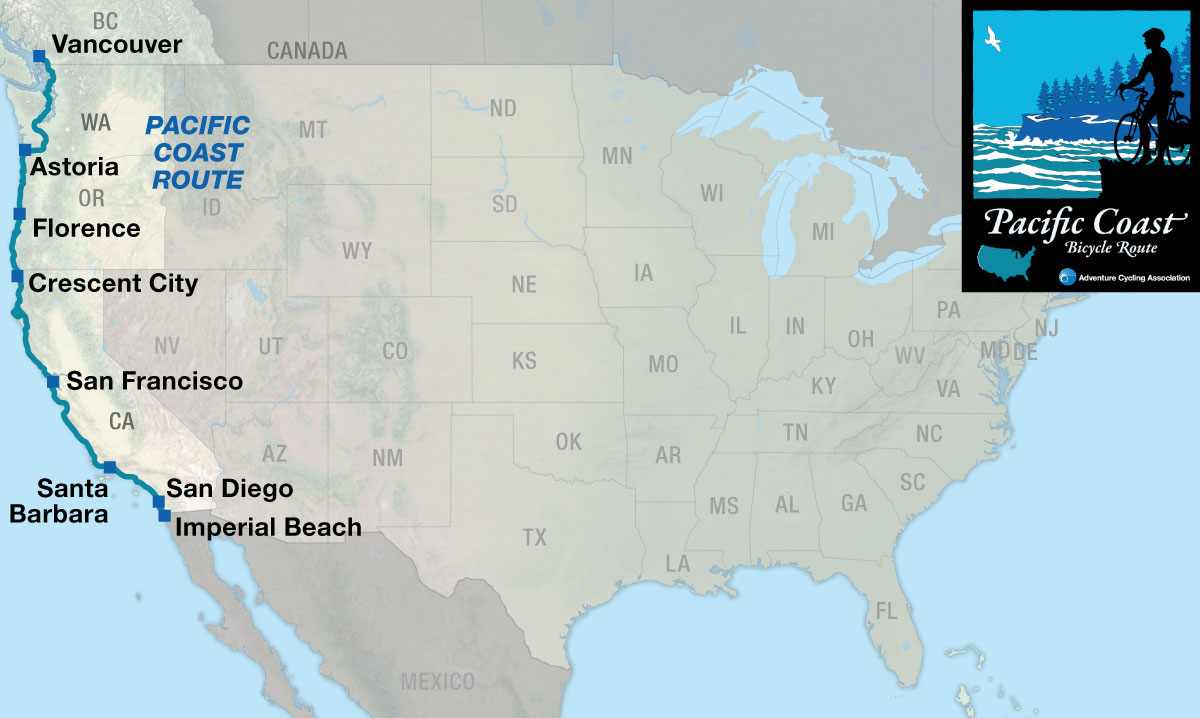 BC
Vancouver
CANADA
WA
PACIFIC
COAST
ROUTE
MT
ND
MN
Astoria
OR
ID
SD
WI
MI
Florence
WY
Crescent City
NE
IA
NV
UT
CO
KS
MO
IL
IN
OH
PA
NJ
WV
MD
DE
VA
KY
San Francisco
CA
AZ
NM
OK
AR
TN
NC
SC
MS
AL
GA
Santa
Barbara
San Diego
Imperial Beach
TX
LA
FL
MEXICO
Pacific Coast
Bicycle Route
Adventure Cycling Association